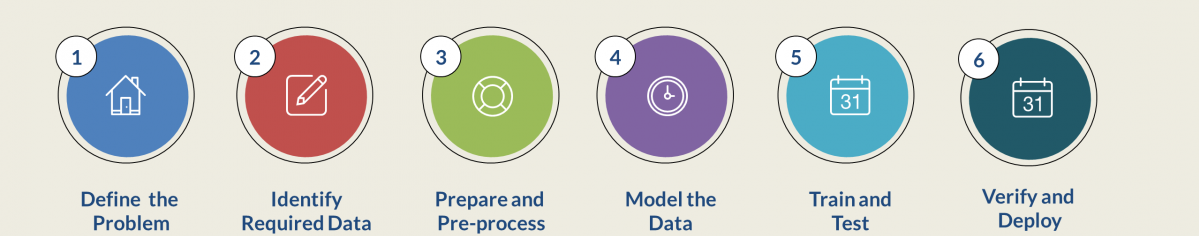 1
2
3
4
5
6
31
31
Define the
Problem
Identify
Required Data
Prepare and
Pre-process
Model the
Data
Train and
Test
Verify and
Deploy